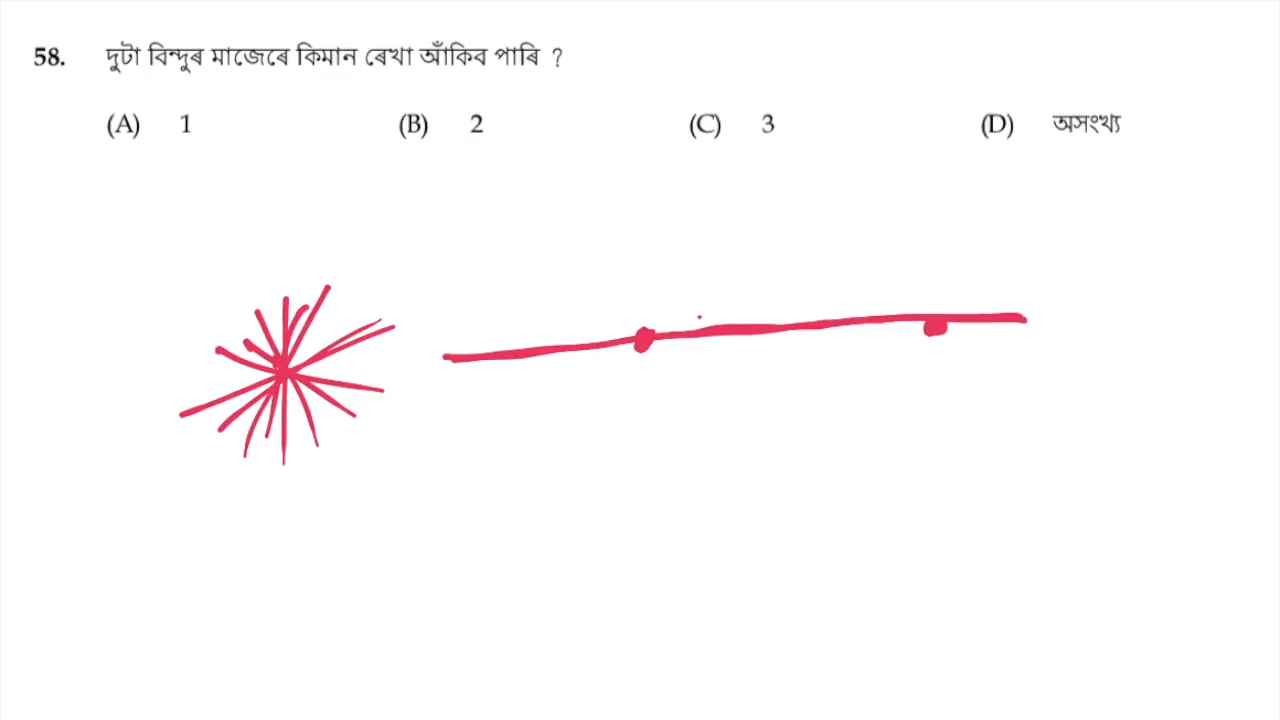 58. দুটা বিন্দুৰ মাজেৰে কিমান ৰেখা আঁকিব পাৰি ?
(A) 1 (B) 2 (C) 3 (D) অসংখ্য